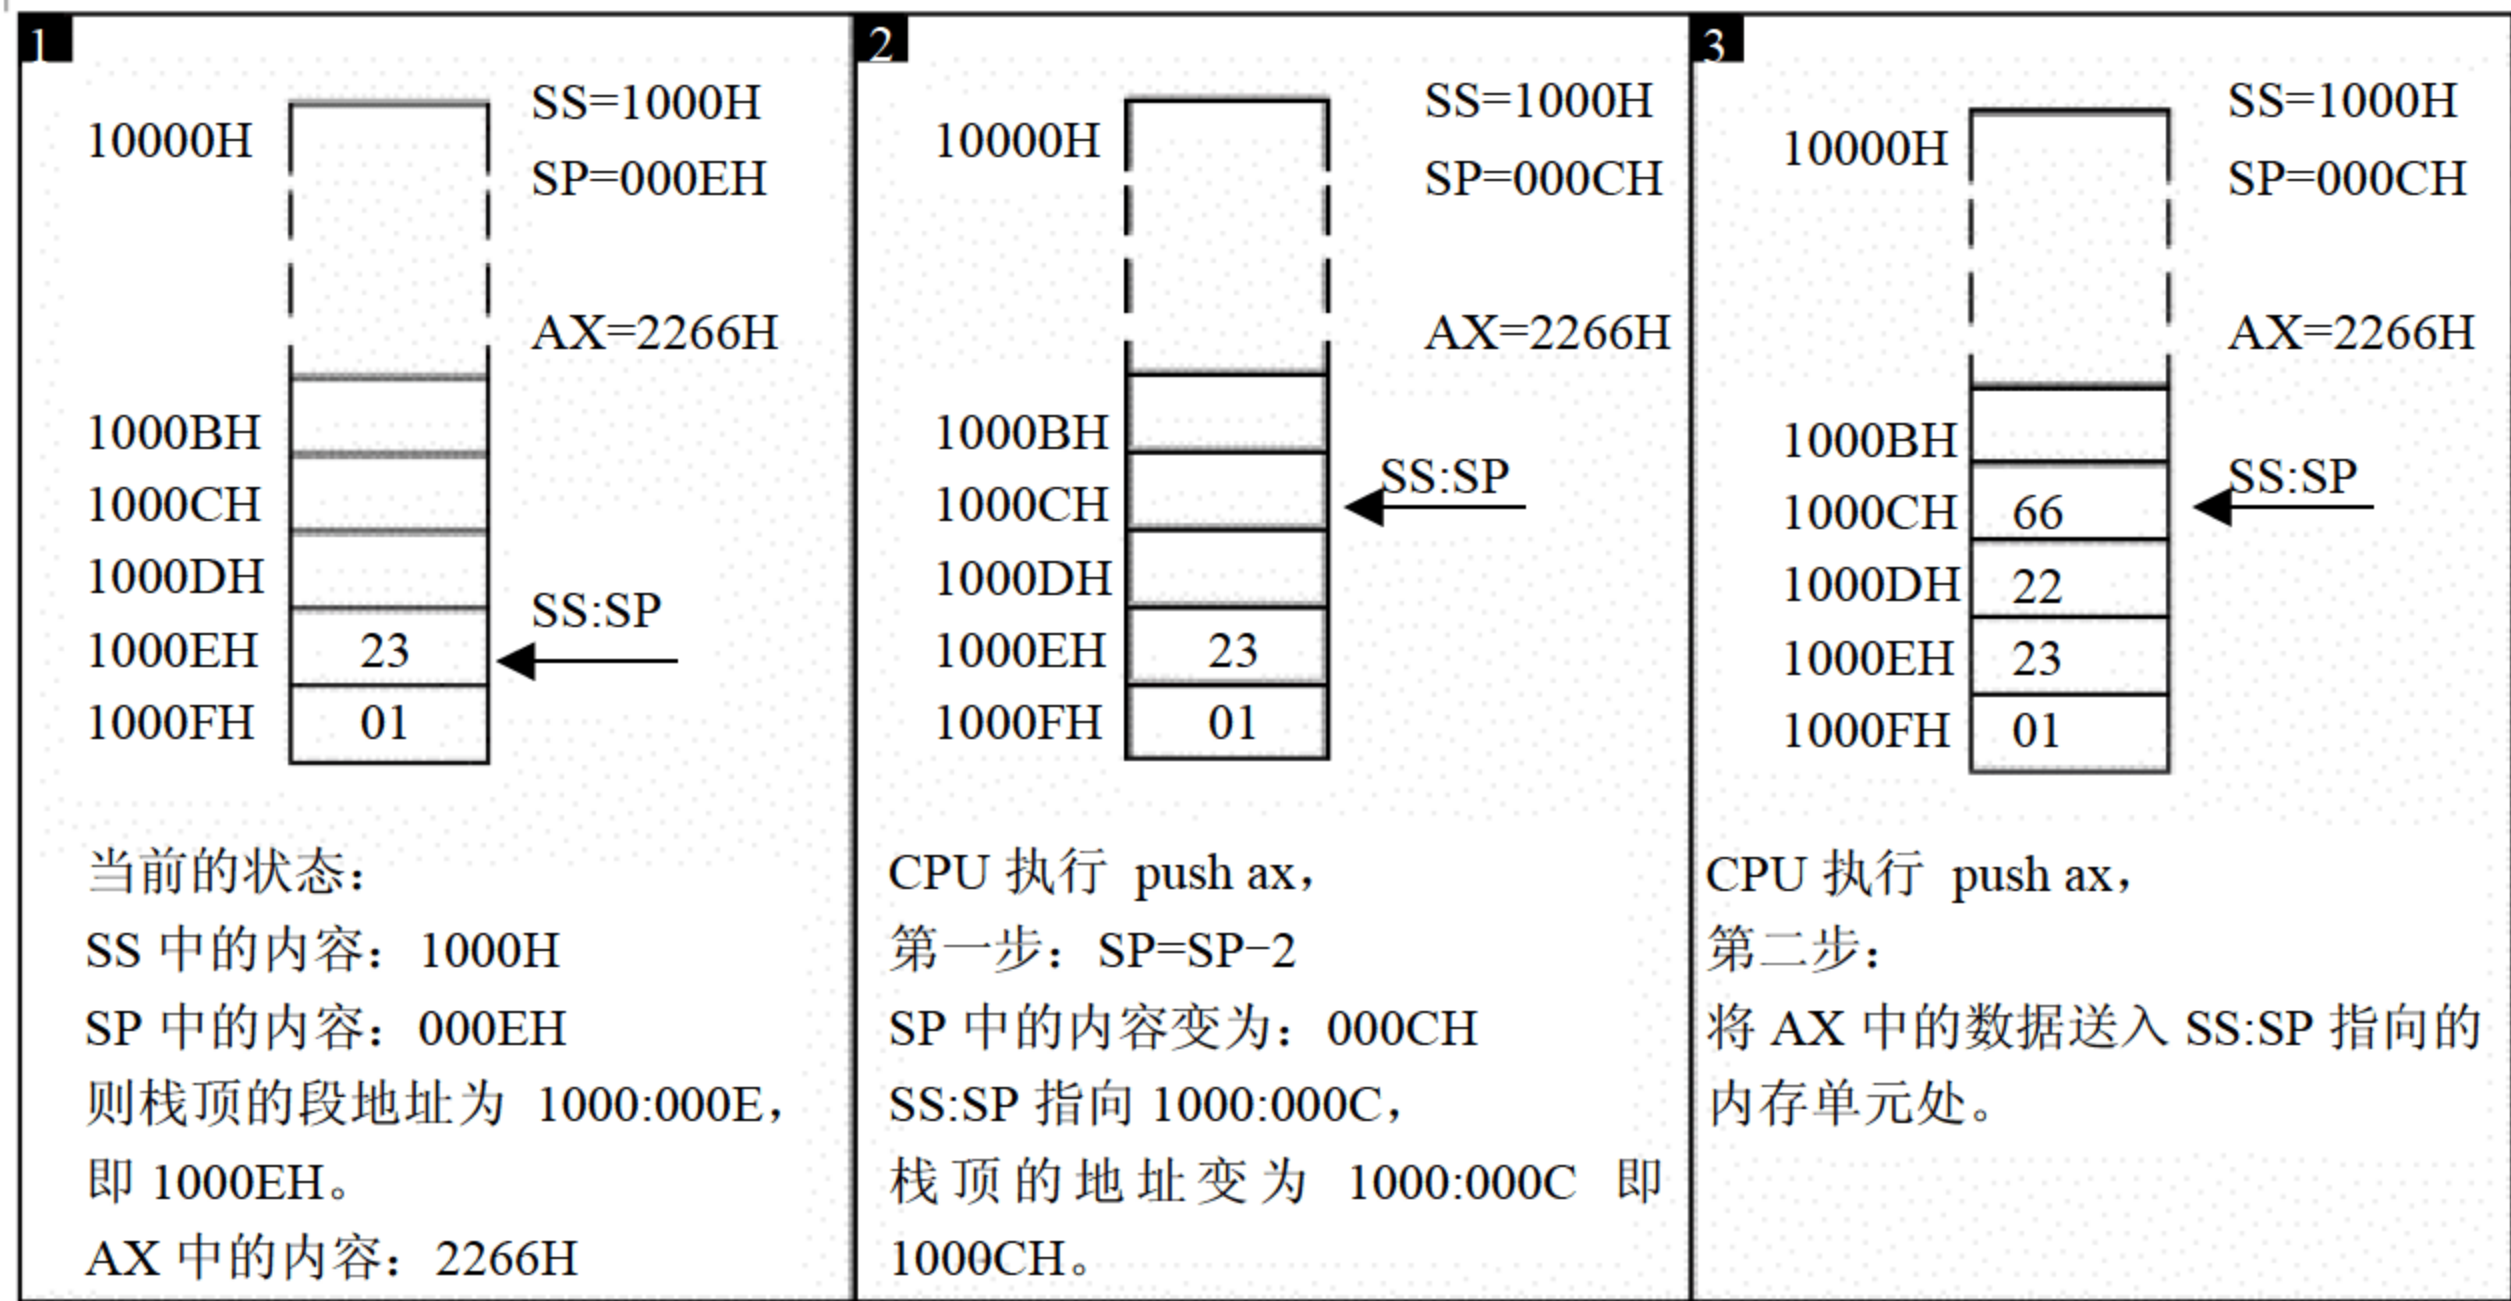 1
SS=1000H
10000H
SP=000EH
AX=2266H
1000BH
1000CH
1000DH
SS:SP
1000EH 23
1000FH 01
当前的状态：
SS 中的内容：1000H
SP 中的内容：000EH
则栈顶的段地址为 1000:000E，
即 1000EH。
AX 中的内容：2266H
2
SS=1000H
10000H
SP=000CH
AX=2266H
1000BH
SS:SP
1000CH
1000DH
1000EH 23
1000FH 01
CPU 执行 push ax，
第一步：SP=SP−2
SP 中的内容变为：000CH
SS:SP 指向 1000:000C，
栈顶的地址变为 1000:000C 即
1000CH。
3
SS=1000H
10000H
SP=000CH
AX=2266H
1000BH
SS:SP
1000CH 66
1000DH 22
1000EH 23
1000FH 01
CPU 执行 push ax，
第二步：
将 AX 中的数据送入 SS:SP 指向的
内存单元处。